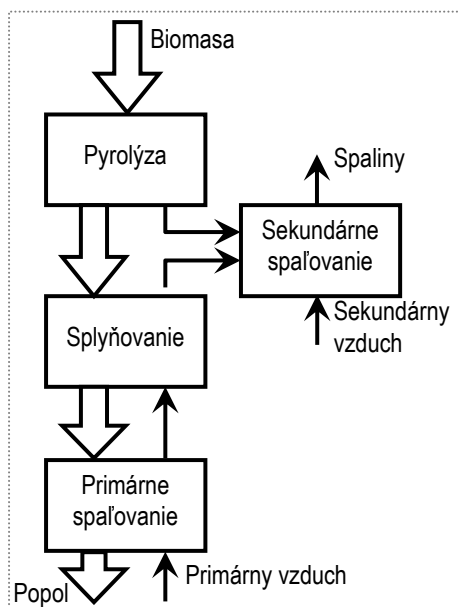 Biomasa
Pyrolýza
Spaliny
Sekundárne
spaľovanie
Splyňovanie
Sekundárny
vzduch
Primárne
spaľovanie
Primárny vzduch
Popol